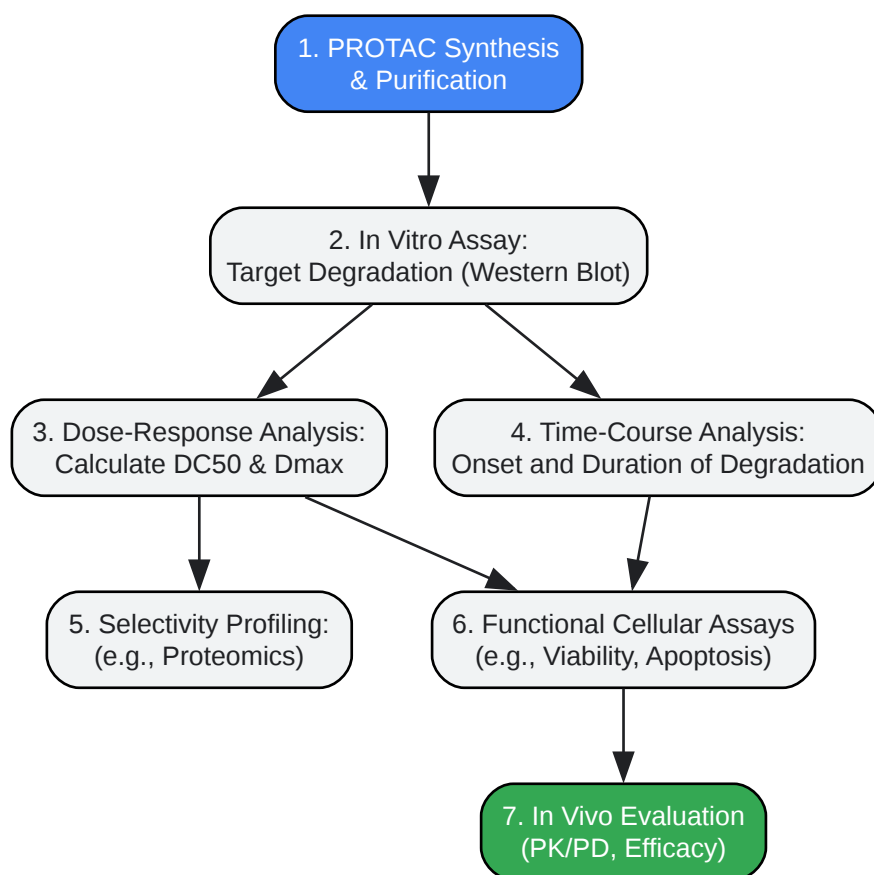 1. PROTAC Synthesis
& Purification
2. In Vitro Assay:
Target Degradation (Western Blot)
3. Dose-Response Analysis:
Calculate DC50 & Dmax
4. Time-Course Analysis:
Onset and Duration of Degradation
5. Selectivity Profiling:
(e.g., Proteomics)
6. Functional Cellular Assays
(e.g., Viability, Apoptosis)
7. In Vivo Evaluation
(PK/PD, Efficacy)